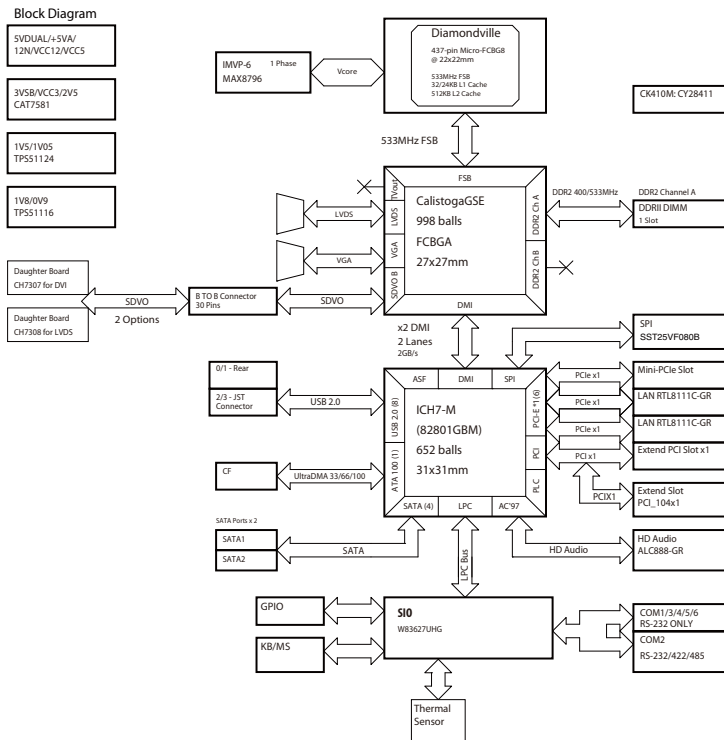 Block Diagram
5VDUAL/+5VA/
12N/VCC12/VCC5
3VSB/VCC3/2V5
CAT7581
1V5/1V05
TPS51124
1V8/0V9
TPS51116
IMVP-6 1 Phase
MAX8796
Vcore
Diamondville
437-pin Micro-FCBG8
@ 22x22mm
533MHz FSB
32/24KB L1 Cache
512KB L2 Cache
CK410M: CY28411
533MHz FSB
FSB
TVout
LVDS
VGA
SDVO B
CalistogaGSE
998 balls
FCBGA
27x27mm
DDR2 Ch A
DDR2 Ch B
DMI
LVDS
VGA
DDR2 400/533MHz
DDR2 Channel A
DDRII DIMM
1 Slot
Daughter Board
CH7307 for DVI
Daughter Board
CH7308 for LVDS
SDVO
2 Options
B TO B Connector
30 Pins
SDVO
x2 DMI
2 Lanes
2GB/s
SPI
SST25VF080B
0/1 - Rear
2/3 - JST
Connector
USB 2.0
CF
UltraDMA 33/66/100
ASF
DMI
SPI
USB 2.0 (8)
ATA 100 (1)
ICH7-M
(82801GBM)
652 balls
31x31mm
PCI-E *1(6)
PCI
PLC
SATA (4)
LPC
AC'97
PCIe x1
Mini-PCIe Slot
PCIe x1
LAN RTL8111C-GR
PCIe x1
LAN RTL8111C-GR
PCI x1
Extend PCI Slot x1
PCIX1
Extend Slot
PCI_104x1
SATA Ports x 2
SATA1
SATA2
SATA
LPC Bus
HD Audio
HD Audio
ALC888-GR
GPIO
KB/MS
SIO
W83627UHG
COM1/3/4/5/6
RS-232 ONLY
COM2
RS-232/422/485
Thermal
Sensor